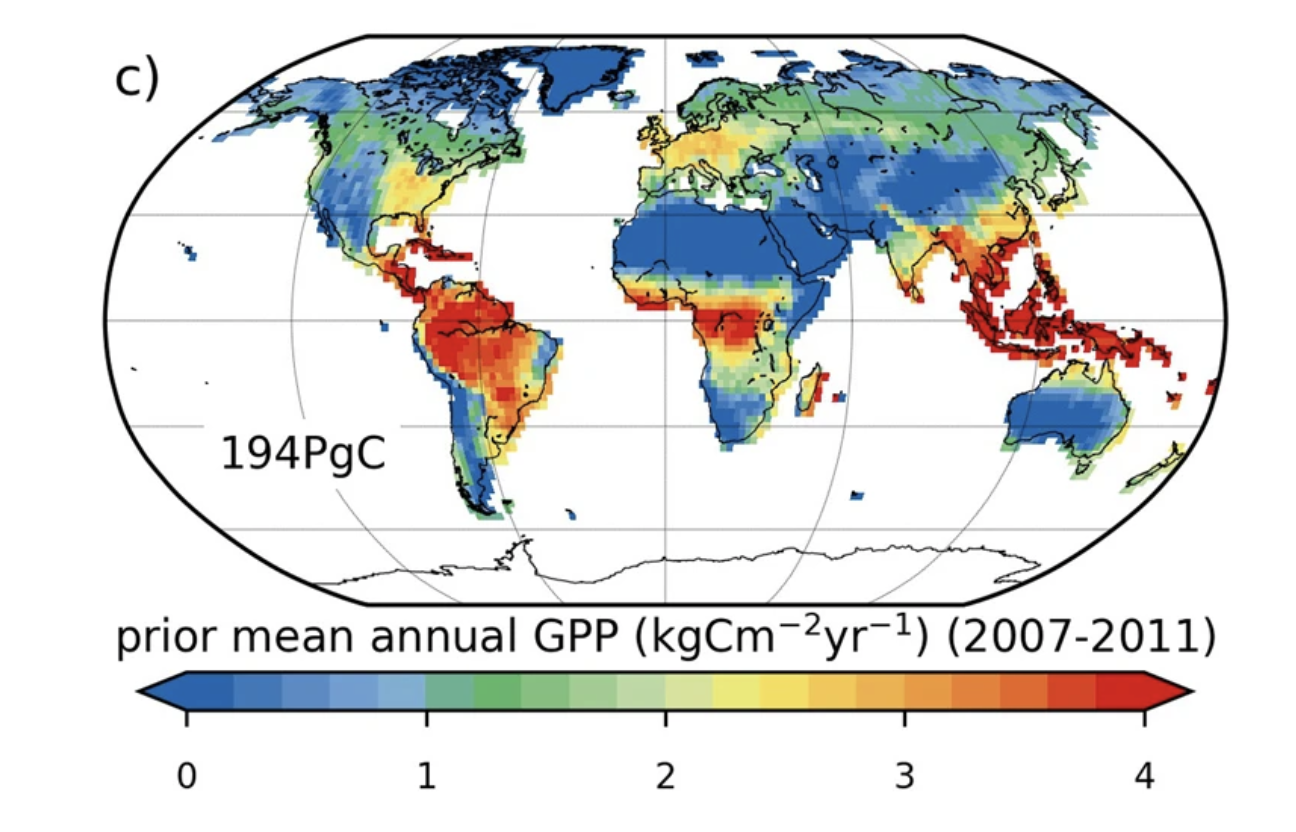 c)
194PgC
prior mean annual GPP (kgCm⁻²yr⁻¹) (2007-2011)
0 1 2 3 4